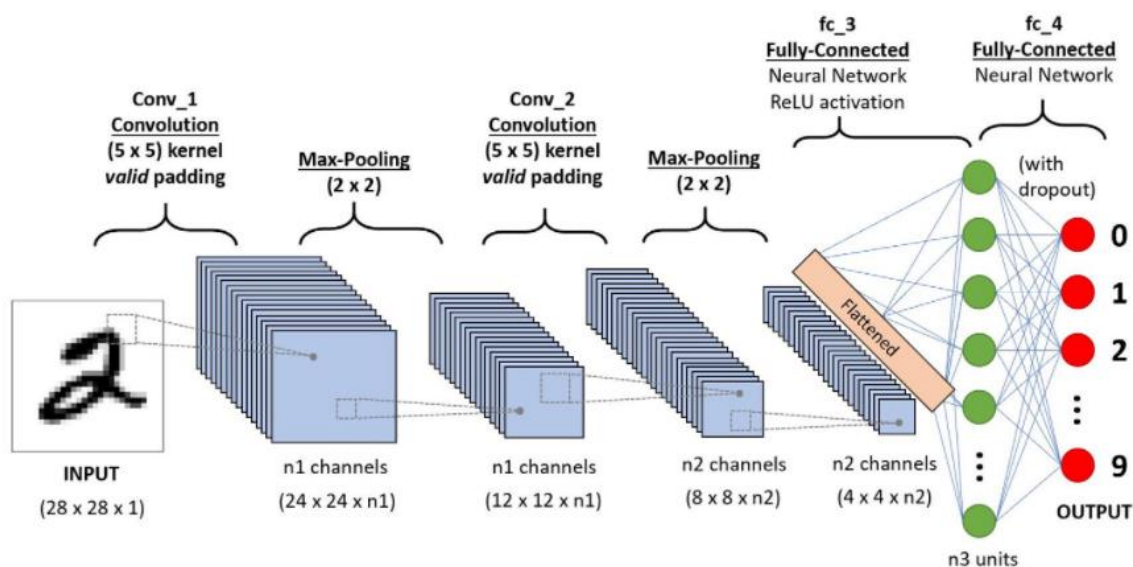 fc_3
Fully-Connected
Neural Network
ReLU activation
fc_4
Fully-Connected
Neural Network
Conv_1
Convolution
(5 x 5) kernel
valid padding
Max-Pooling
(2 x 2)
Conv_2
Convolution
(5 x 5) kernel
valid padding
Max-Pooling
(2 x 2)
(with
dropout)
Flattened
0
1
2
9
INPUT
(28 x 28 x 1)
n1 channels
(24 x 24 x n1)
n1 channels
(12 x 12 x n1)
n2 channels
(8 x 8 x n2)
n2 channels
(4 x 4 x n2)
n3 units
OUTPUT